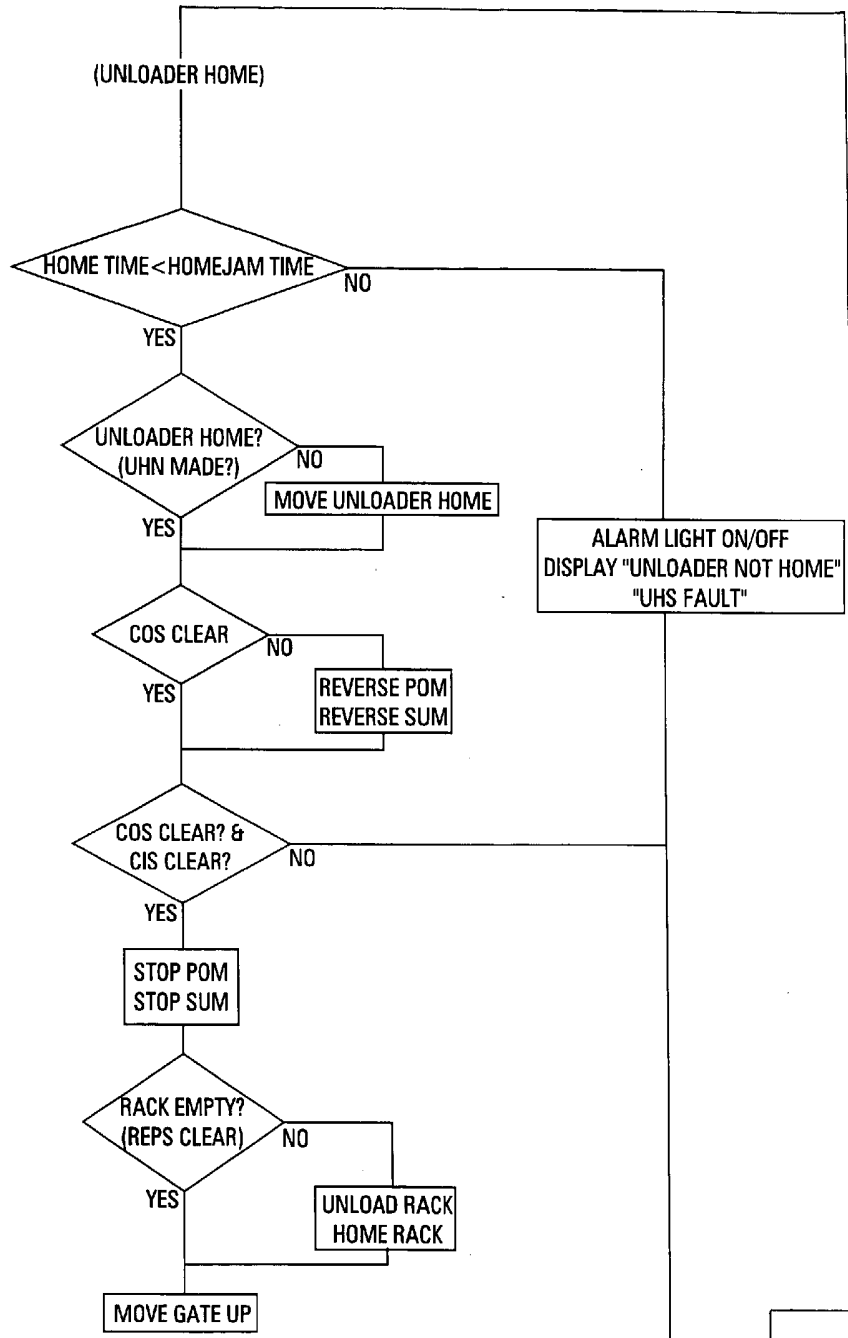 (UNLOADER HOME)
HOME TIME<HOMEJAM TIME
NO
YES
UNLOADER HOME?
(UHN MADE?)
NO
MOVE UNLOADER HOME
YES
ALARM LIGHT ON/OFF
DISPLAY "UNLOADER NOT HOME"
"UHS FAULT"
COS CLEAR
NO
YES
REVERSE POM
REVERSE SUM
COS CLEAR? &
CIS CLEAR?
NO
YES
STOP POM
STOP SUM
RACK EMPTY?
(REPS CLEAR)
NO
YES
UNLOAD RACK
HOME RACK
MOVE GATE UP